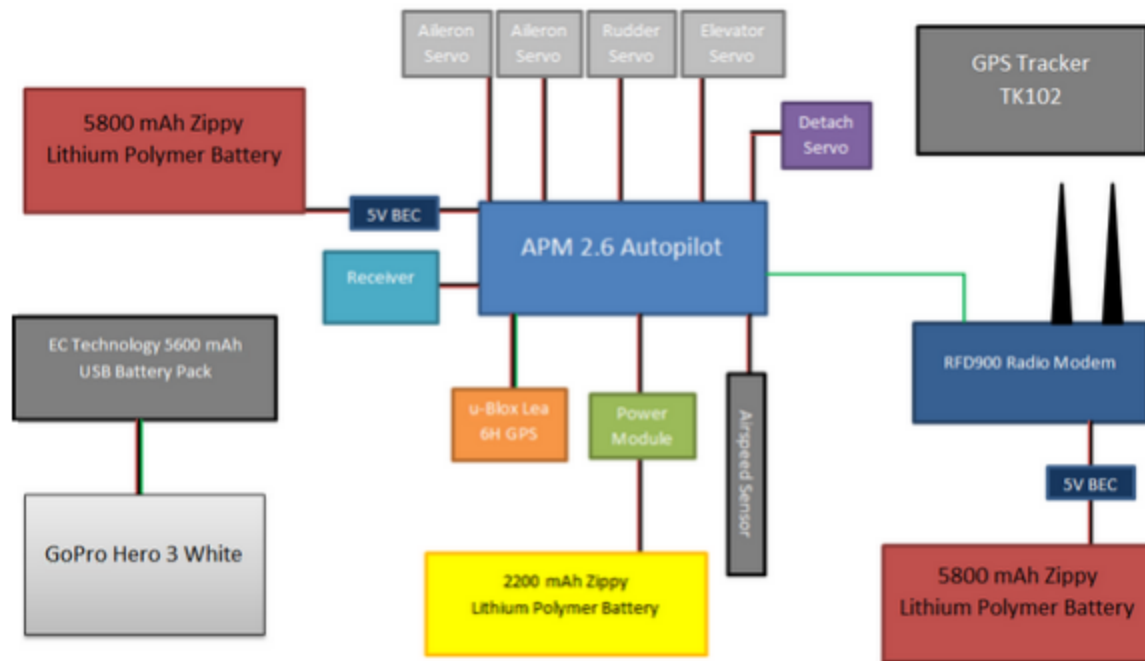 Aileron
Servo
Aileron
Servo
Rudder
Servo
Elevator
Servo
GPS Tracker
TK102
5800 mAh Zippy
Lithium Polymer Battery
Detach
Servo
5V BEC
APM 2.6 Autopilot
Receiver
EC Technology 5600 mAh
USB Battery Pack
RFD900 Radio Modem
u-Blox Lea
6H GPS
Power
Module
Airspeed Sensor
5V BEC
GoPro Hero 3 White
2200 mAh Zippy
Lithium Polymer Battery
5800 mAh Zippy
Lithium Polymer Battery